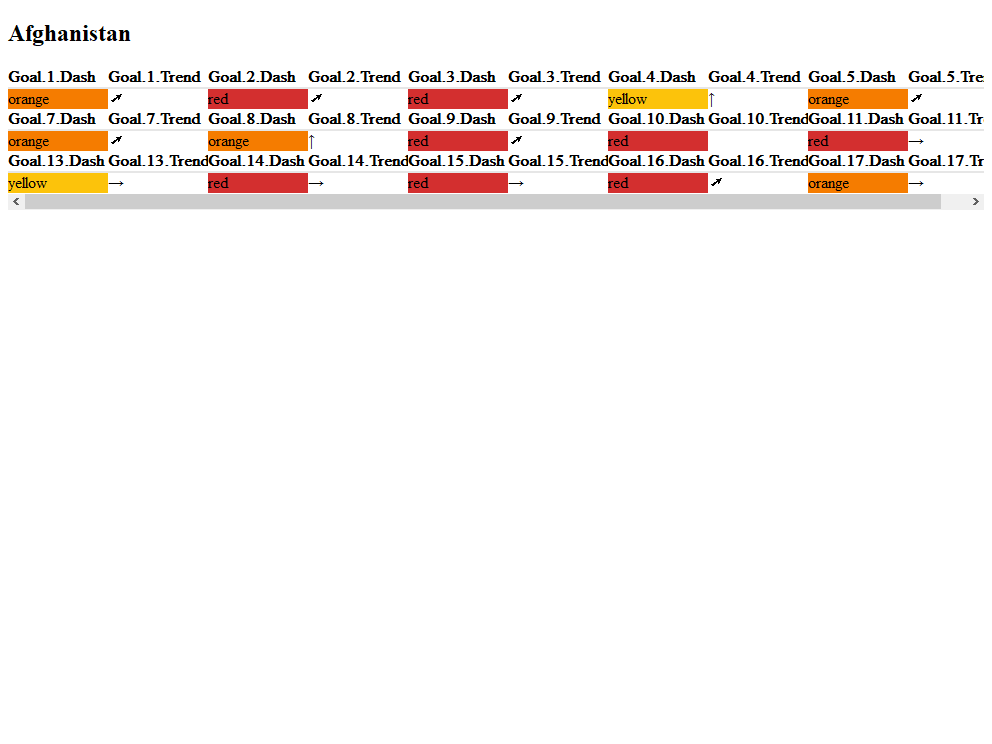 Afghanistan
Goal.1.Dash Goal.1.Trend Goal.2.Dash Goal.2.Trend Goal.3.Dash Goal.3.Trend Goal.4.Dash Goal.4.Trend Goal.5.Dash Goal.5.Tre
orange ➚ red ➚ red ➚ yellow ↑ orange ➚
Goal.7.Dash Goal.7.Trend Goal.8.Dash Goal.8.Trend Goal.9.Dash Goal.9.Trend Goal.10.Dash Goal.10.Trend Goal.11.Dash Goal.11.Tr
orange ➚ orange ↑ red ➚ red red →
Goal.13.Dash Goal.13.Trend Goal.14.Dash Goal.14.Trend Goal.15.Dash Goal.15.Trend Goal.16.Dash Goal.16.Trend Goal.17.Dash Goal.17.Tr
yellow → red → red → red ➚ orange →